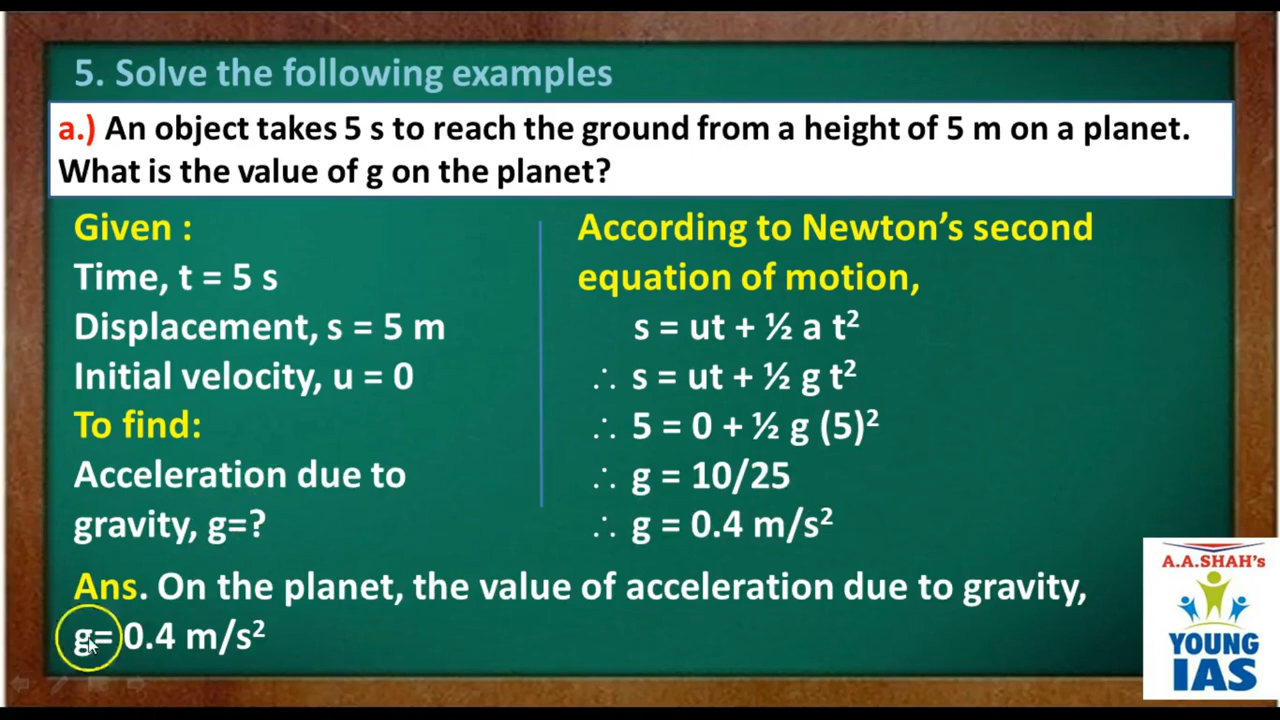 5. Solve the following examples
a.) An object takes 5 s to reach the ground from a height of 5 m on a planet.
What is the value of g on the planet?
Given :
Time, t = 5 s
Displacement, s = 5 m
Initial velocity, u = 0
To find:
Acceleration due to
gravity, g=?
According to Newton's second
equation of motion,
s = ut + ½ a t²
∴ s = ut + ½ g t²
∴ 5 = 0 + ½ g (5)²
∴ g = 10/25
∴ g = 0.4 m/s²
Ans. On the planet, the value of acceleration due to gravity,
g= 0.4 m/s²
A.A.SHAH's
YOUNG
IAS